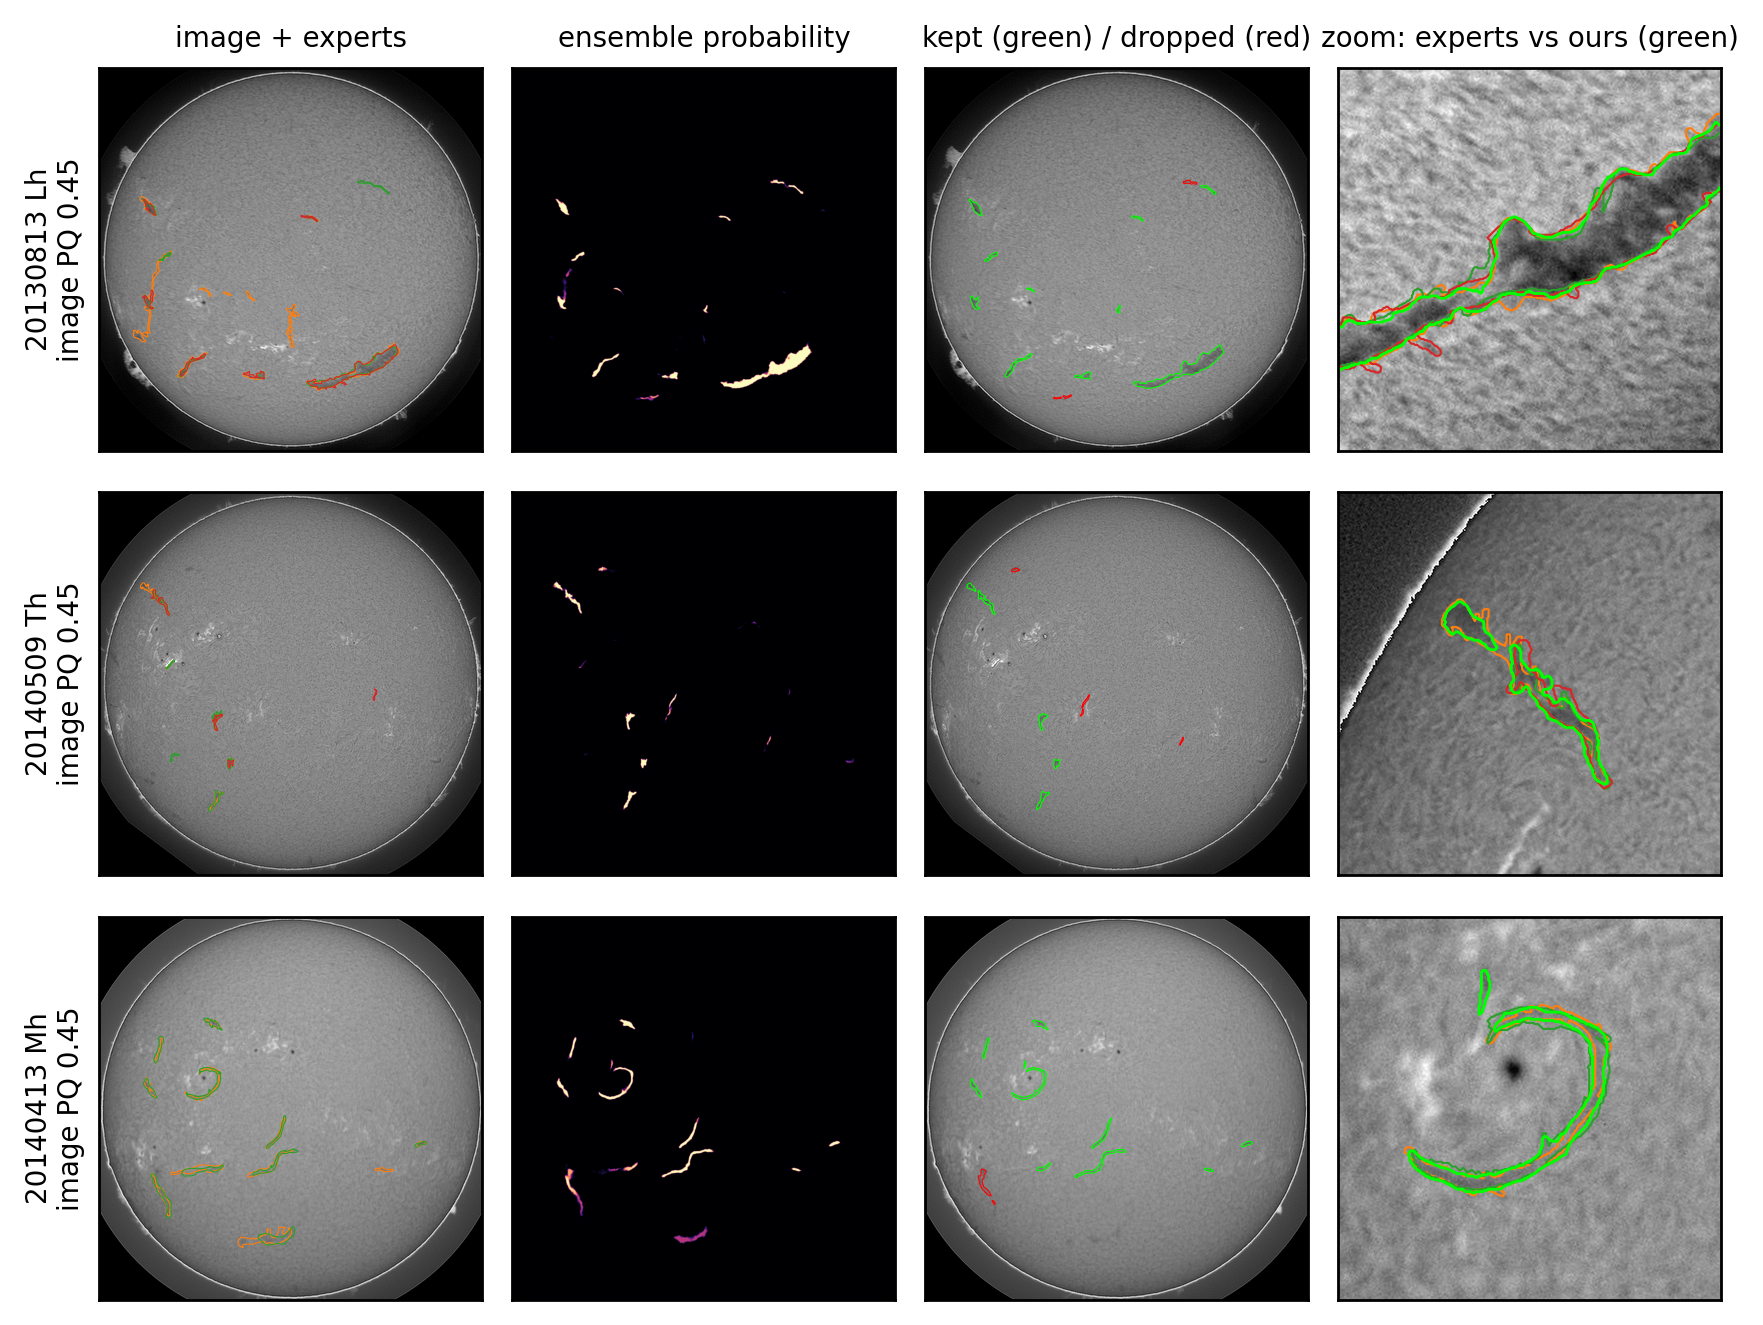 image + experts
ensemble probability
kept (green) / dropped (red)
zoom: experts vs ours (green)
20130813 Lh
image PQ 0.45
20140509 Th
image PQ 0.45
20140413 Mh
image PQ 0.45